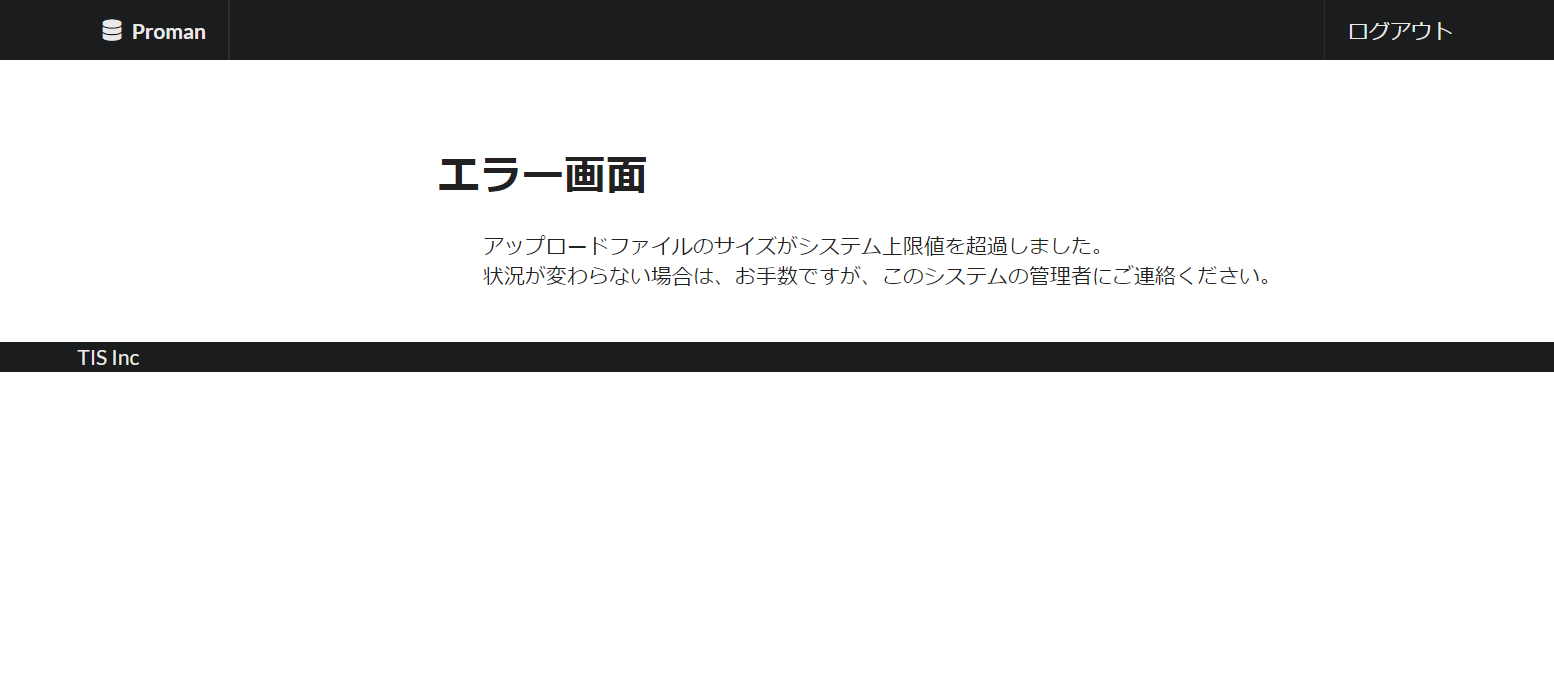 Proman
ログアウト
エラー画面
アップロードファイルのサイズがシステム上限値を超過しました。
状況が変わらない場合は、お手数ですが、このシステムの管理者にご連絡ください。
TIS Inc